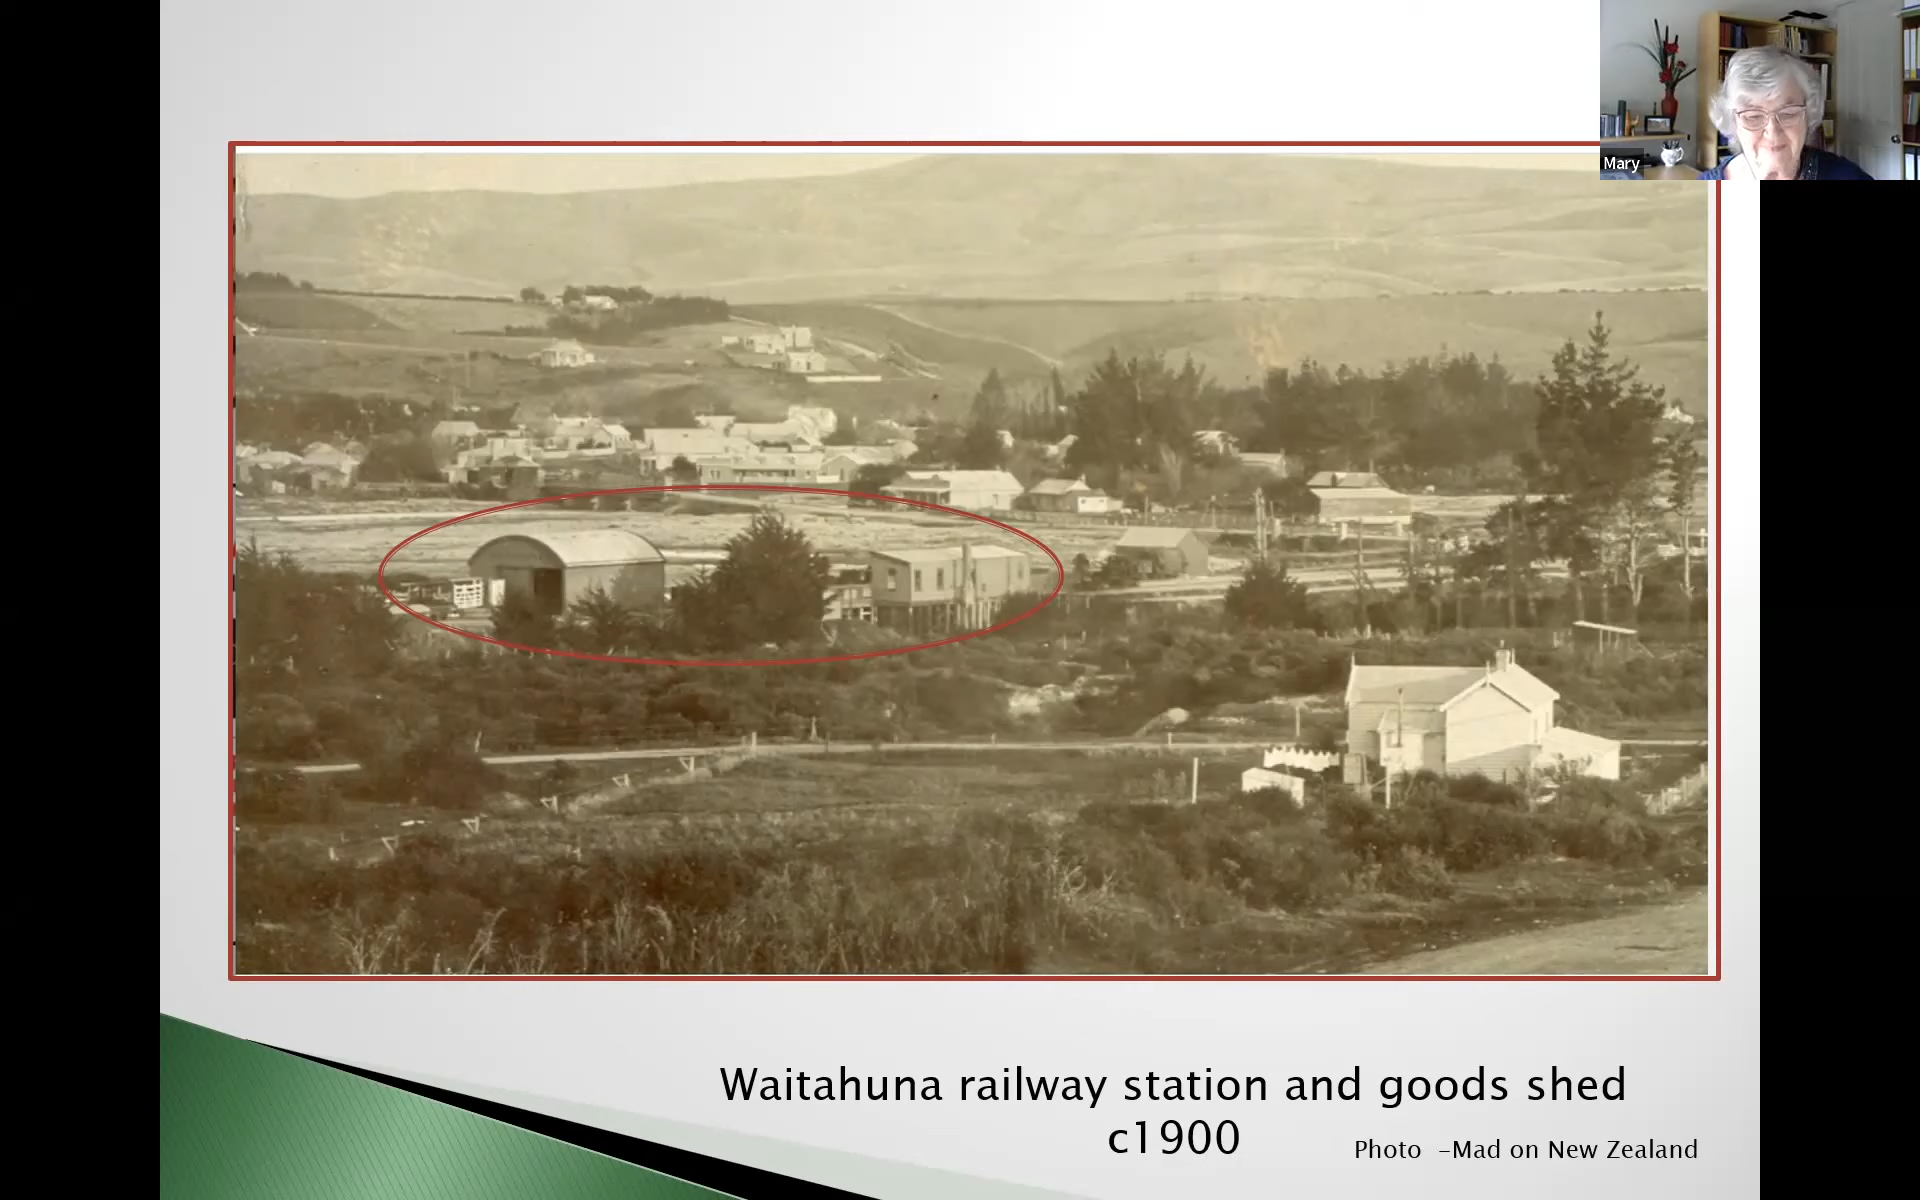 Mary
Waitahuna railway station and goods shed
c1900
Photo –Mad on New Zealand